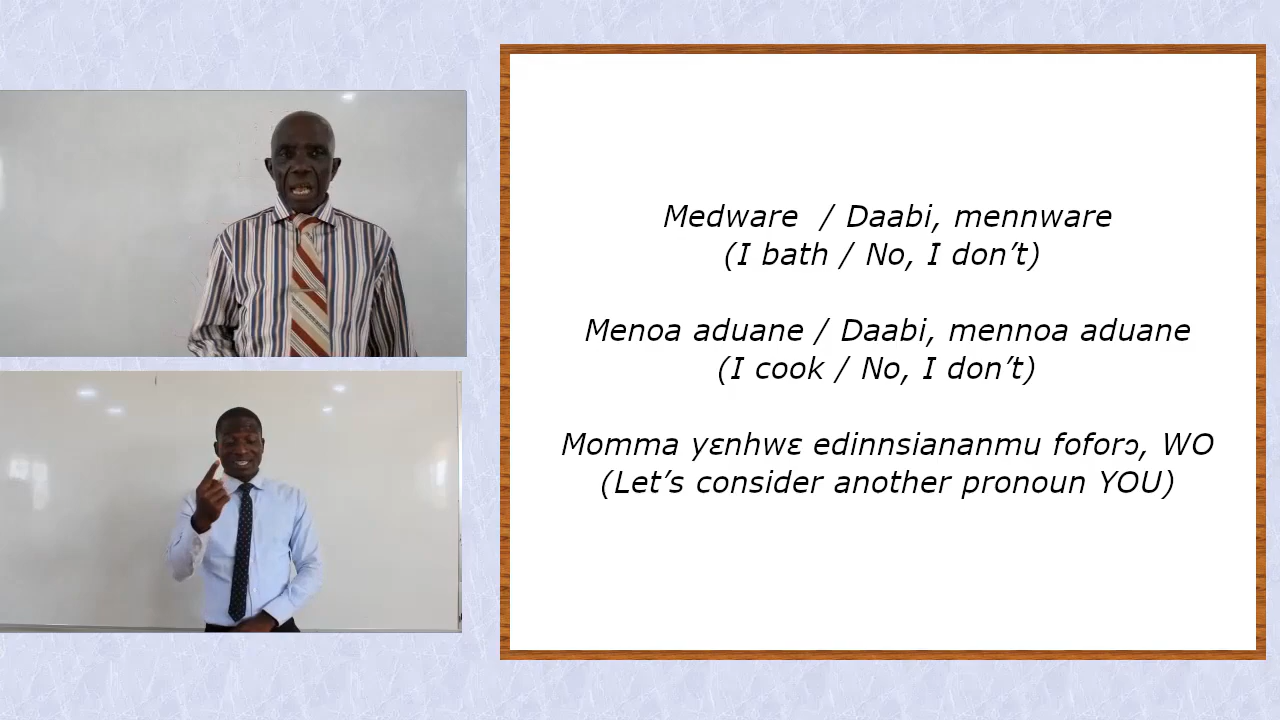 Medware / Daabi, mennware
(I bath / No, I don’t)
Menoa aduane / Daabi, mennoa aduane
(I cook / No, I don’t)
Momma yɛnhwɛ edinnsiananmu foforɔ, WO
(Let’s consider another pronoun YOU)